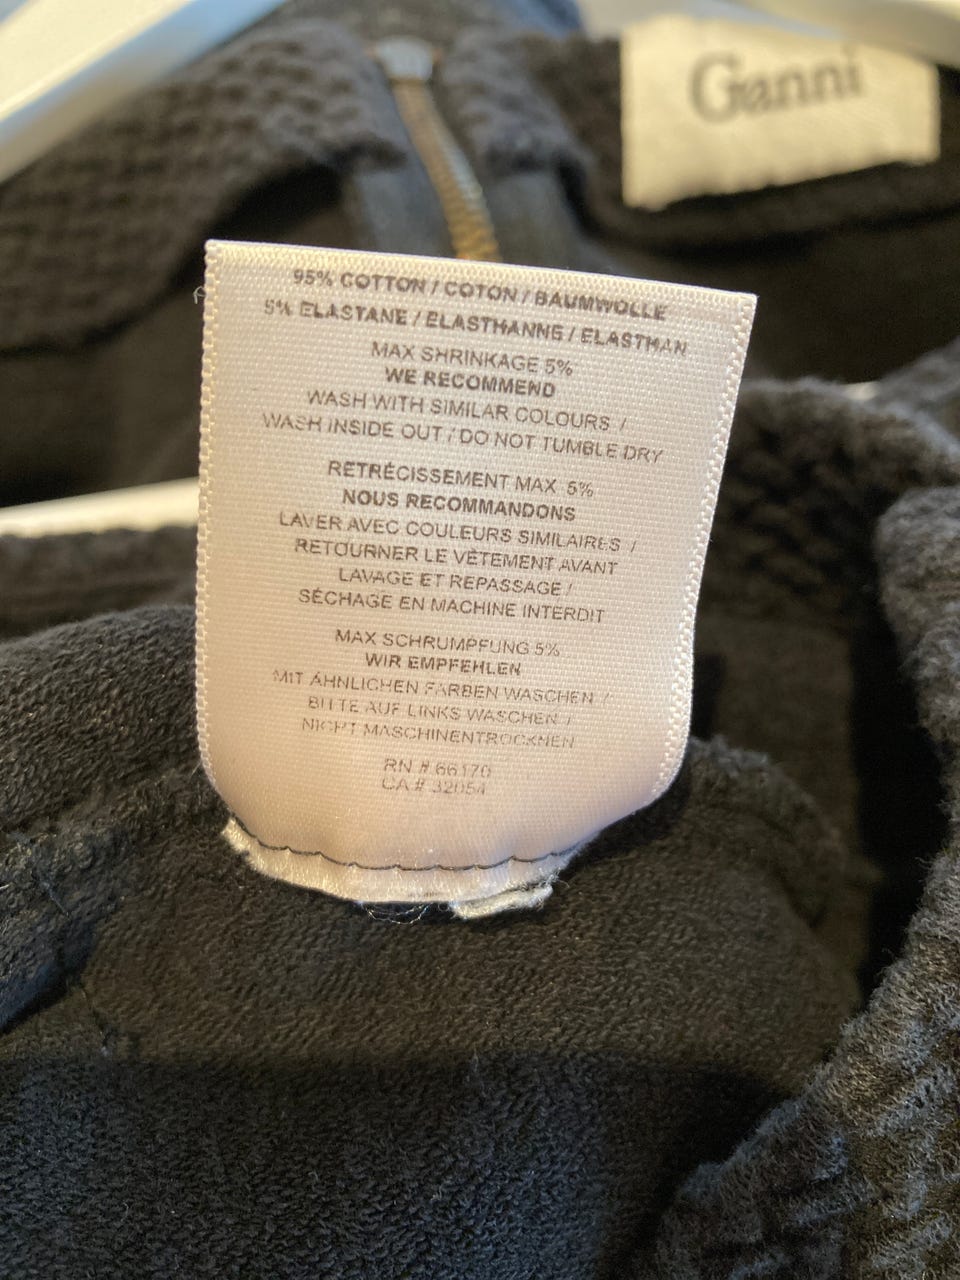 Ganni
95% COTTON / COTON / BAUMWOLLE
5% ELASTANE / ELASTHANNE / ELASTHAN
MAX SHRINKAGE 5%
WE RECOMMEND
WASH WITH SIMILAR COLOURS /
WASH INSIDE OUT / DO NOT TUMBLE DRY
RETRÉCISSEMENT MAX 5%
NOUS RECOMMANDONS
LAVER AVEC COULEURS SIMILAIRES /
RETOURNER LE VÊTEMENT AVANT
LAVAGE ET REPASSAGE /
SÉCHAGE EN MACHINE INTERDIT
MAX SCHRUMPFUNG 5%
WIR EMPFEHLEN
MIT ÄHNLICHEN FARBEN WASCHEN /
BITTE AUF LINKS WASCHEN /
NICHT MASCHINENTROCKNEN
RN # 66170
CA # 32054